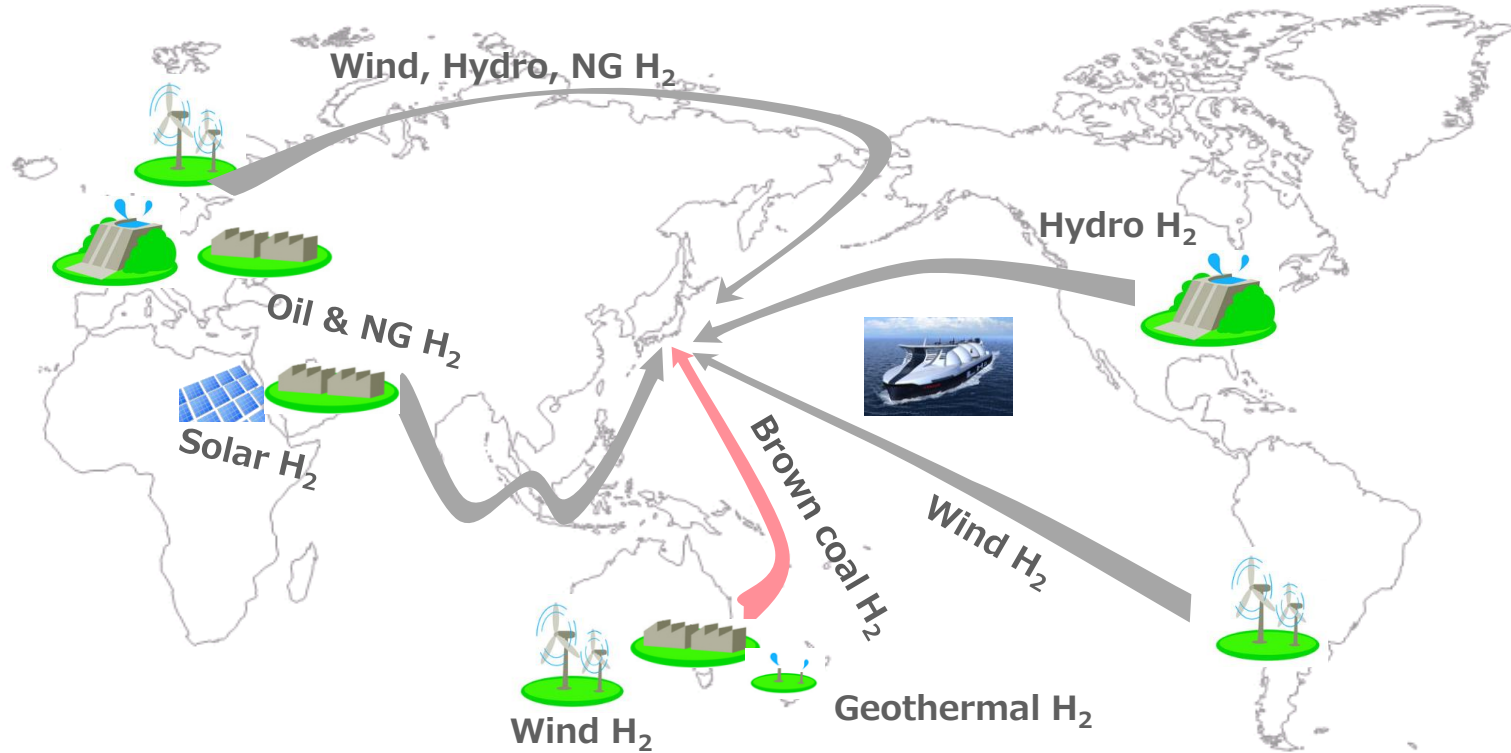 Wind, Hydro, NG H₂
Hydro H₂
Oil & NG H₂
Solar H₂
Brown coal H₂
Wind H₂
Wind H₂
Geothermal H₂